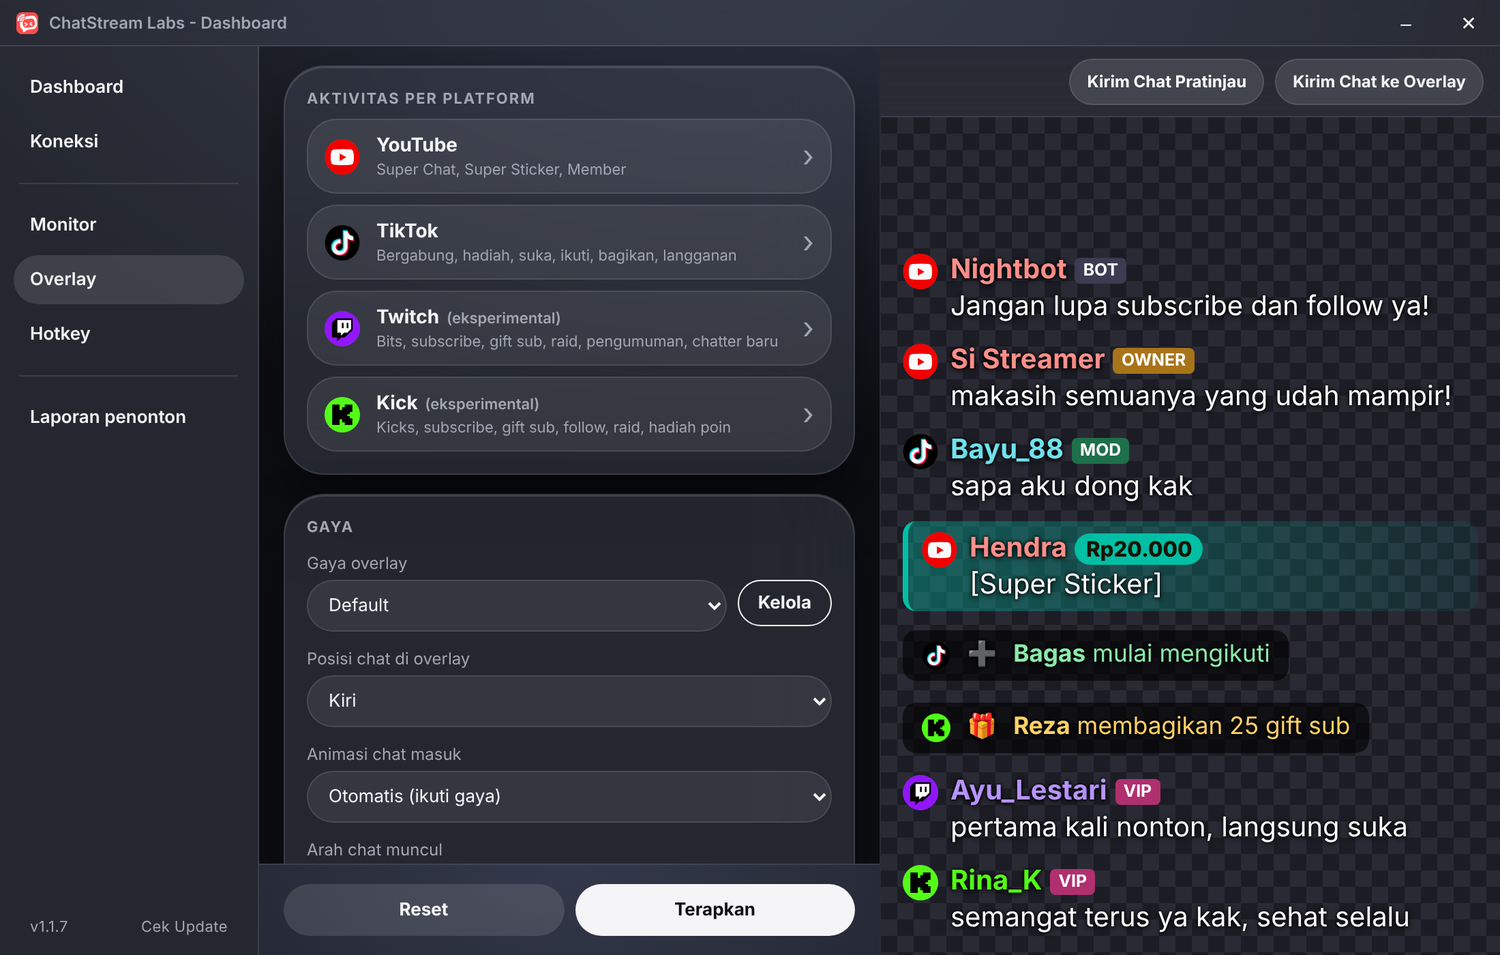 ChatStream Labs - Dashboard
Dashboard
Koneksi
Monitor
Overlay
Hotkey
Laporan penonton
v1.1.7
Cek Update
AKTIVITAS PER PLATFORM
YouTube
Super Chat, Super Sticker, Member
TikTok
Bergabung, hadiah, suka, ikuti, bagikan, langganan
Twitch (eksperimental)
Bits, subscribe, gift sub, raid, pengumuman, chatter baru
Kick (eksperimental)
Kicks, subscribe, gift sub, follow, raid, hadiah poin
GAYA
Gaya overlay
Default
Kelola
Posisi chat di overlay
Kiri
Animasi chat masuk
Otomatis (ikuti gaya)
Arah chat muncul
Reset
Terapkan
Kirim Chat Pratinjau
Kirim Chat ke Overlay
Nightbot BOT
Jangan lupa subscribe dan follow ya!
Si Streamer OWNER
makasih semuanya yang udah mampir!
Bayu_88 MOD
sapa aku dong kak
Hendra Rp20.000
[Super Sticker]
Bagas mulai mengikuti
Reza membagikan 25 gift sub
Ayu_Lestari VIP
pertama kali nonton, langsung suka
Rina_K VIP
semangat terus ya kak, sehat selalu